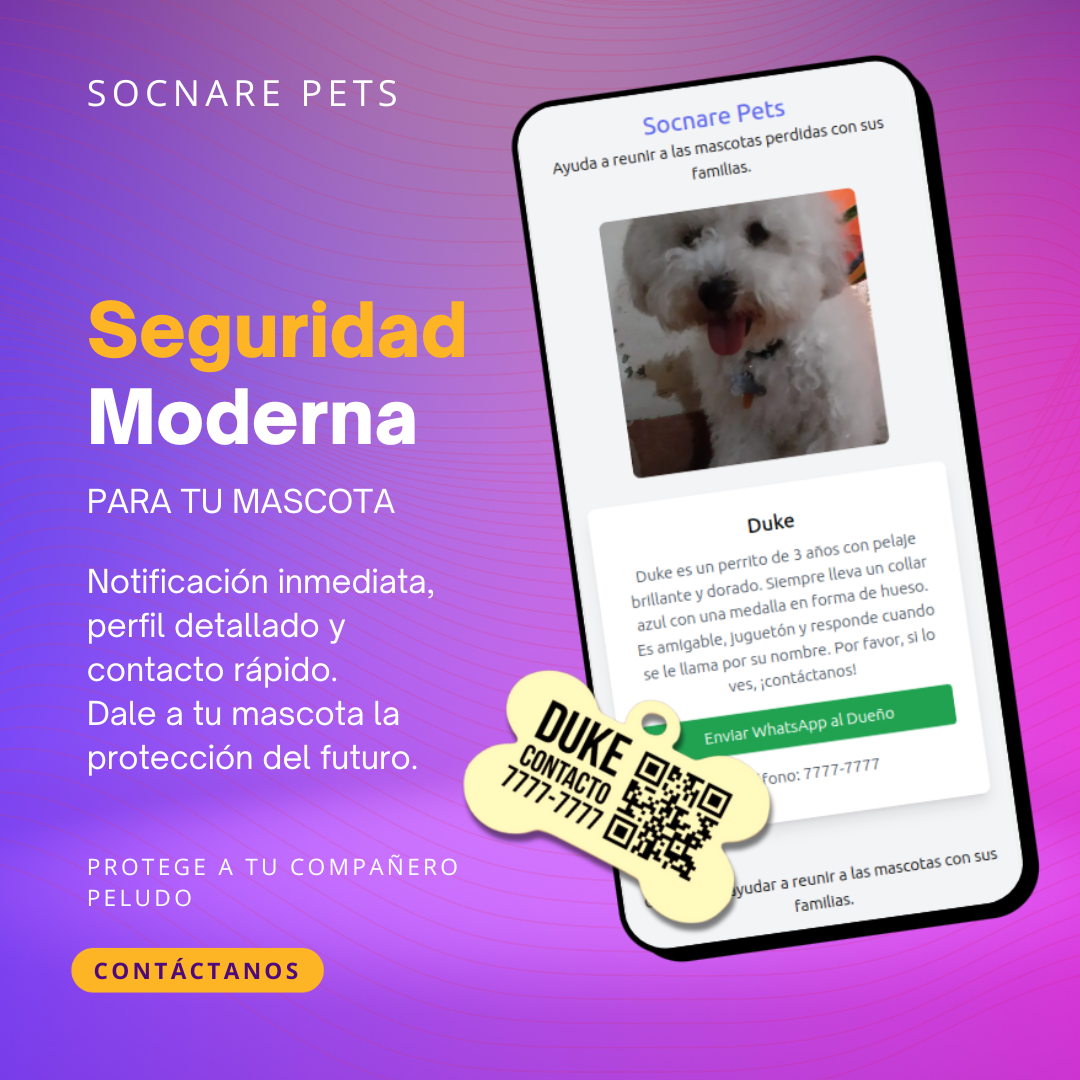 SOCNARE PETS
Seguridad
Moderna
PARA TU MASCOTA
Notificación inmediata,
perfil detallado y
contacto rápido.
Dale a tu mascota la
protección del futuro.
PROTEGE A TU COMPAÑERO
PELUDO
CONTÁCTANOS
Socnare Pets
Ayuda a reunir a las mascotas perdidas con sus
familias.
Duke
Duke es un perrito de 3 años con pelaje
brillante y dorado. Siempre lleva un collar
azul con una medalla en forma de hueso.
Es amigable, juguetón y responde cuando
se le llama por su nombre. Por favor, si lo
ves, ¡contáctanos!
Enviar WhatsApp al Dueño
fono: 7777-7777
ayudar a reunir a las mascotas con sus
familias.
DUKE
CONTACTO
7777-7777